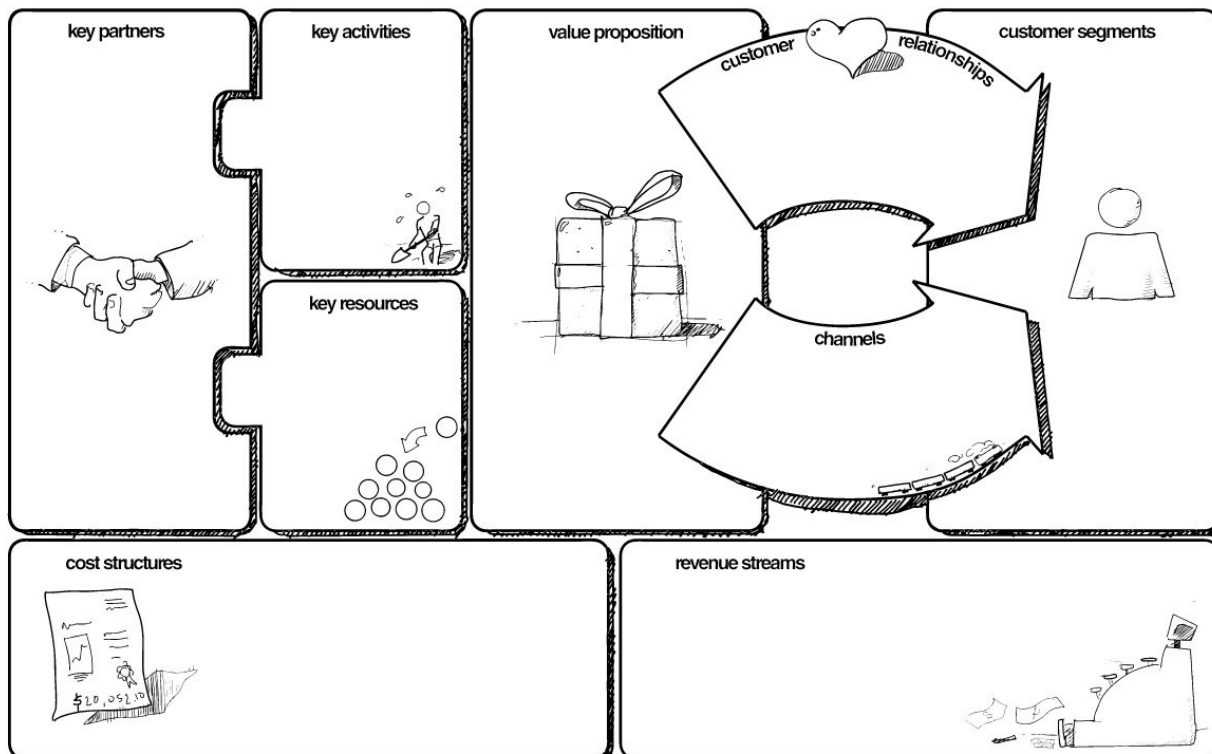 key partners
key activities
value proposition
customer relationships
customer segments
key resources
channels
cost structures
$20,052.10
revenue streams